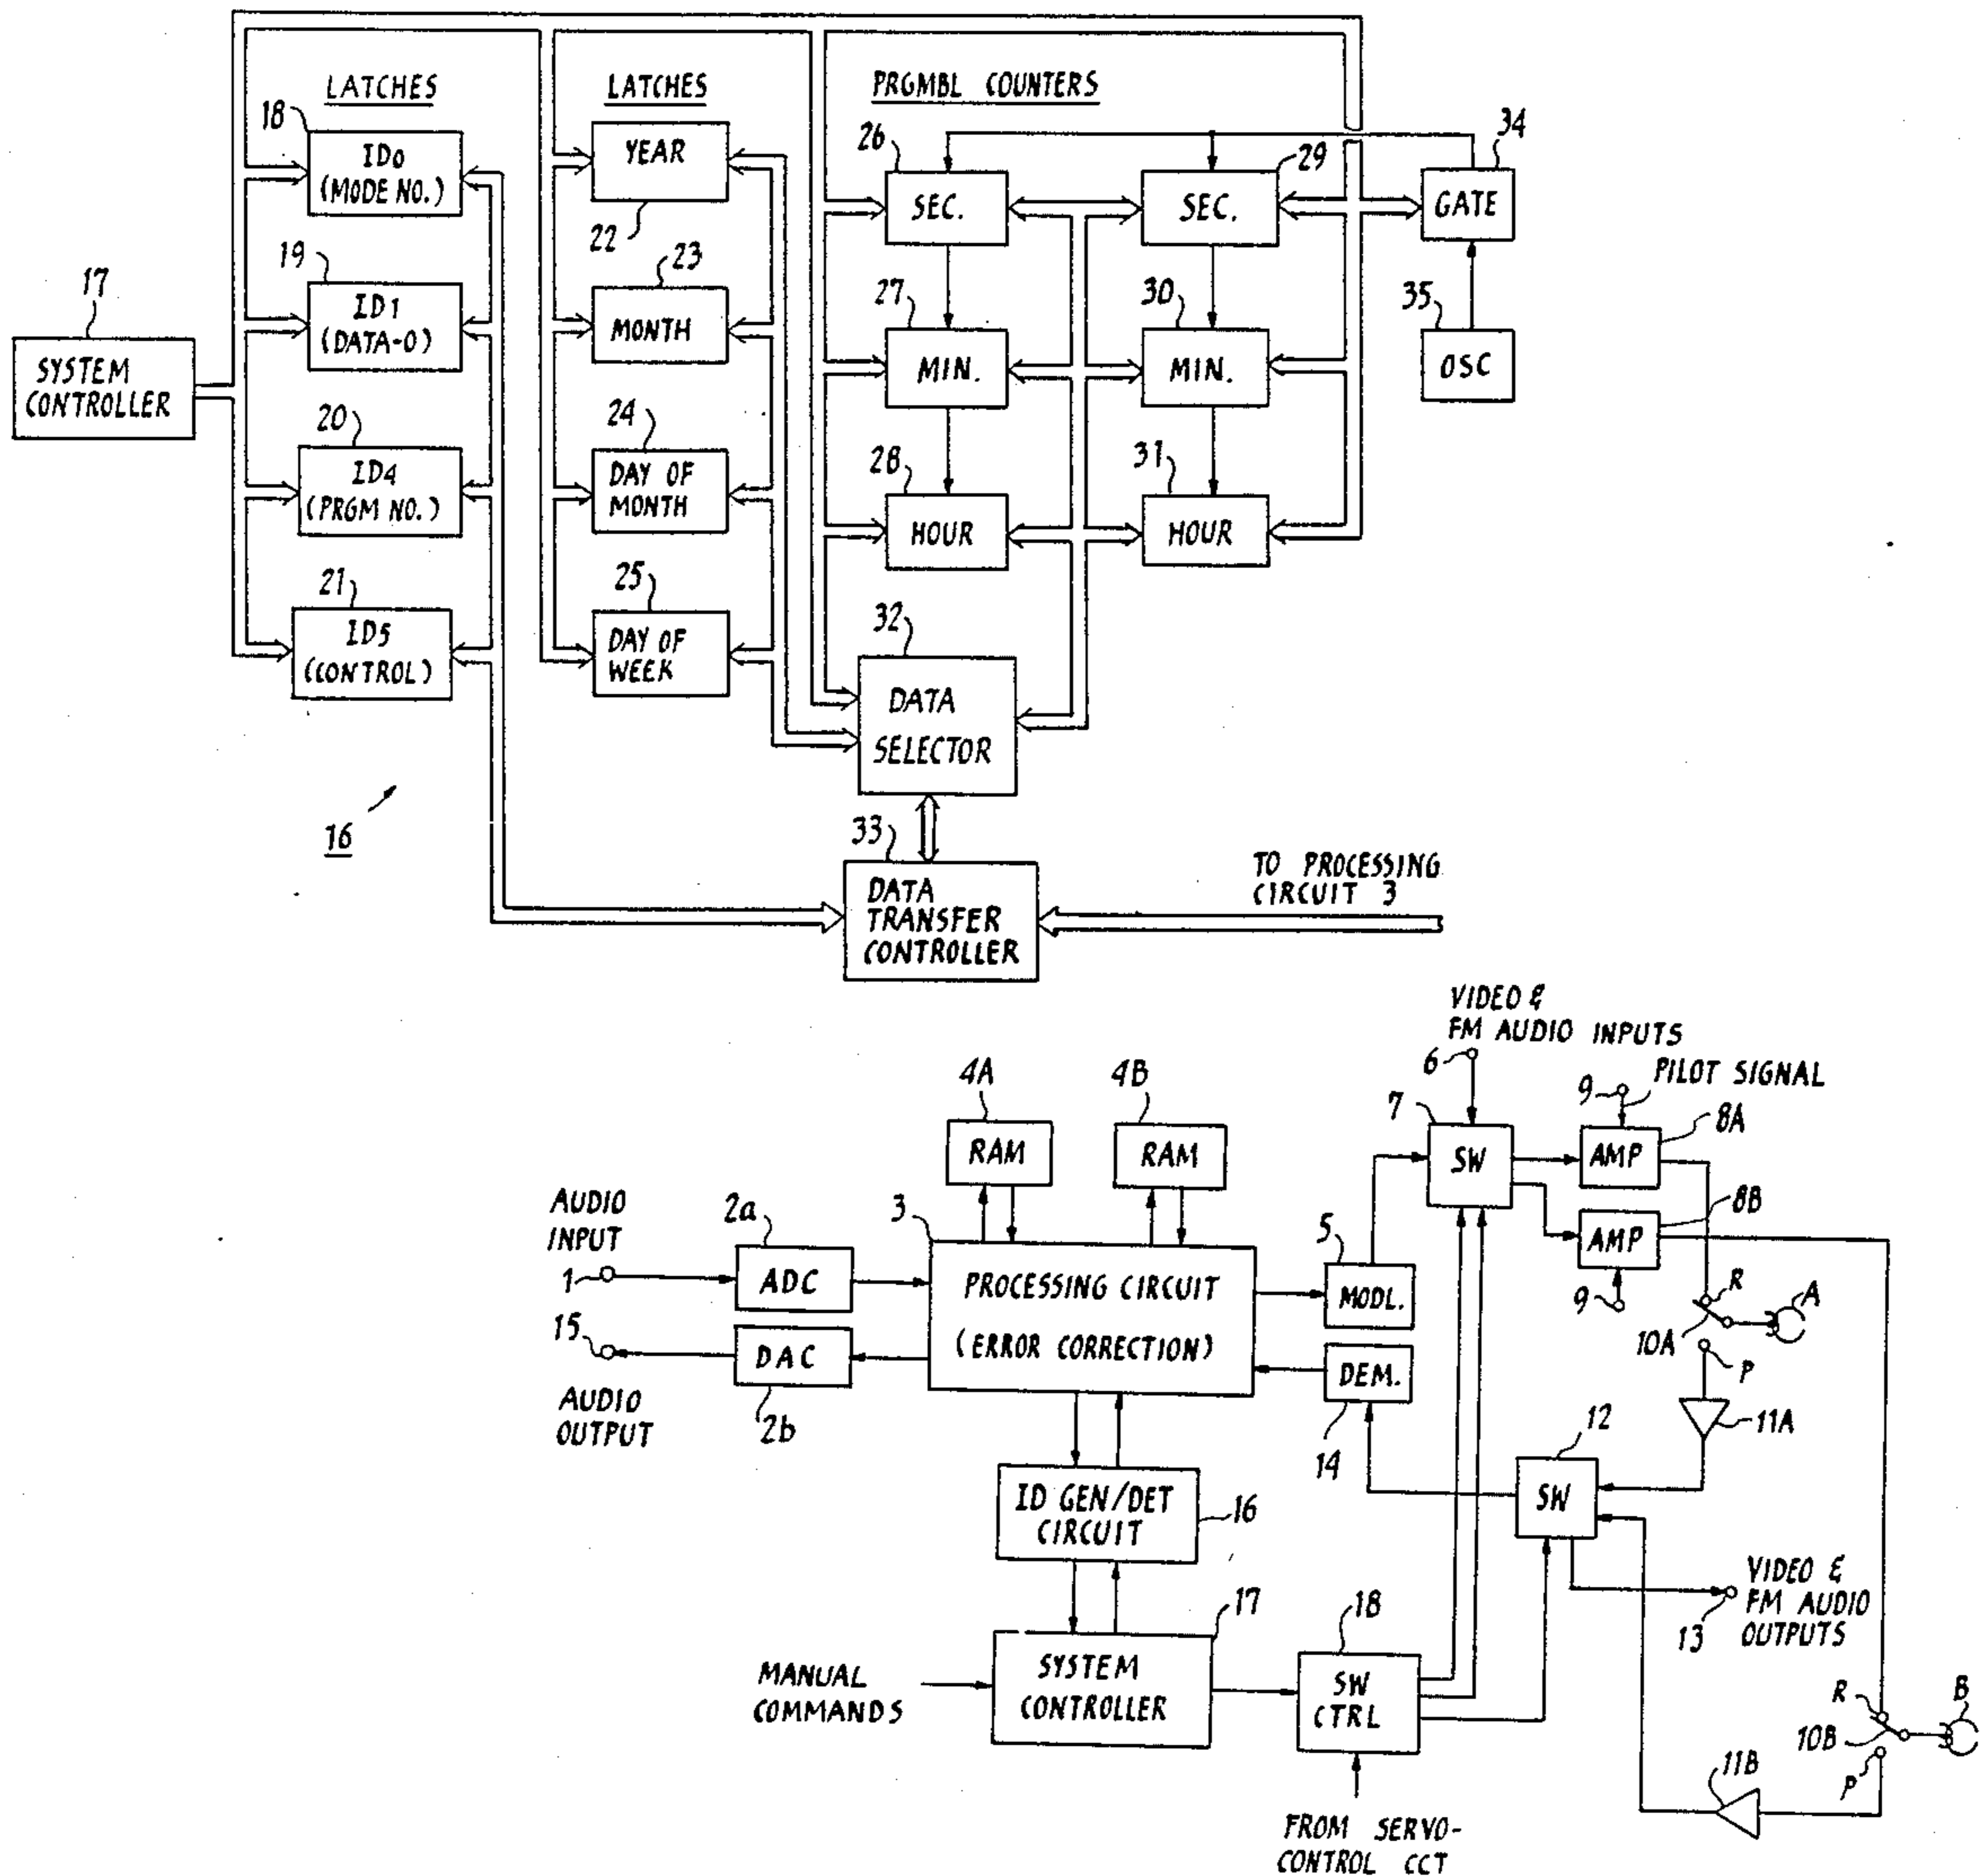 LATCHES
LATCHES
PRGMBL COUNTERS
18
ID0
(MODE NO.)
19
ID1
(DATA-0)
20
ID4
(PRGM NO.)
21
ID5
(CONTROL)
17
SYSTEM
CONTROLLER
YEAR
22
23
MONTH
24
DAY OF
MONTH
25
DAY OF
WEEK
26
SEC.
27
MIN.
28
HOUR
29
SEC.
30
MIN.
31
HOUR
34
GATE
35
OSC
32
DATA
SELECTOR
33
DATA
TRANSFER
CONTROLLER
TO PROCESSING
CIRCUIT 3
16
VIDEO &
FM AUDIO INPUTS
6
PILOT SIGNAL
9
7
SW
8A
AMP
8B
AMP
9
4A
RAM
4B
RAM
AUDIO
INPUT
1
2a
ADC
3
PROCESSING CIRCUIT
(ERROR CORRECTION)
5
MODL.
15
DAC
2b
AUDIO
OUTPUT
DEM.
14
R
A
10A
P
11A
12
SW
ID GEN/DET
CIRCUIT
16
VIDEO &
FM AUDIO
OUTPUTS
13
17
SYSTEM
CONTROLLER
MANUAL
COMMANDS
18
SW
CTRL
R
B
10B
P
11B
FROM SERVO-
CONTROL CCT